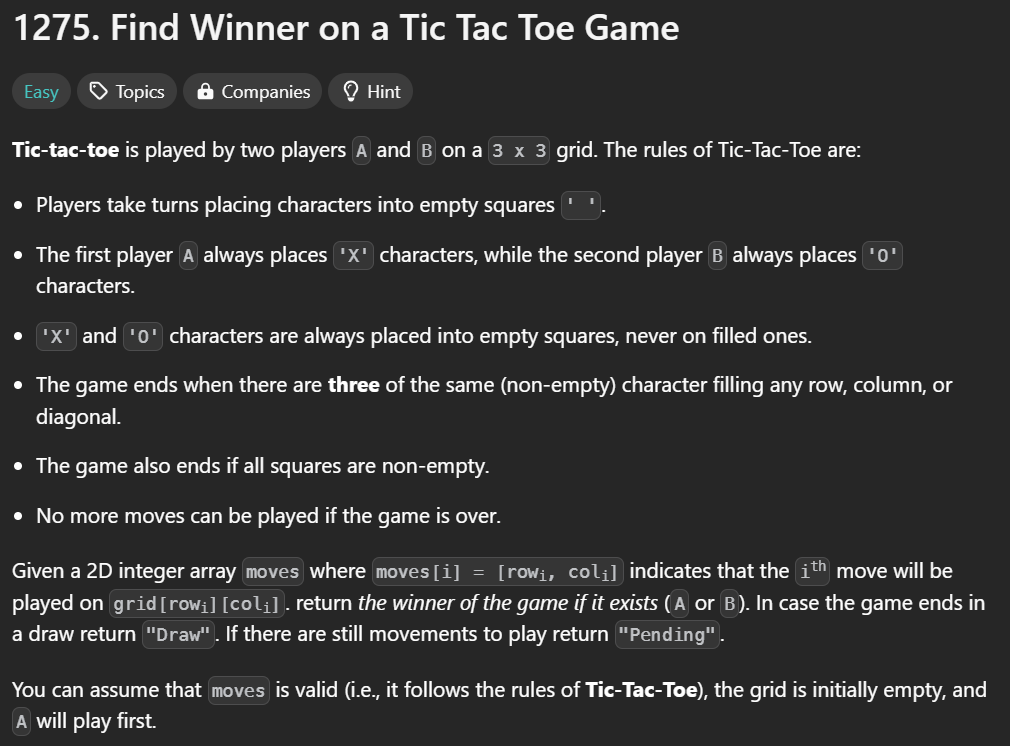 1275. Find Winner on a Tic Tac Toe Game
Easy Topics Companies Hint
Tic-tac-toe is played by two players A and B on a 3 x 3 grid. The rules of Tic-Tac-Toe are:
• Players take turns placing characters into empty squares ' '.
• The first player A always places 'X' characters, while the second player B always places 'O'
characters.
• 'X' and 'O' characters are always placed into empty squares, never on filled ones.
• The game ends when there are three of the same (non-empty) character filling any row, column, or
diagonal.
• The game also ends if all squares are non-empty.
• No more moves can be played if the game is over.
Given a 2D integer array moves where moves[i] = [rowᵢ, colᵢ] indicates that the iᵗʰ move will be
played on grid[rowᵢ][colᵢ]. return the winner of the game if it exists (A or B). In case the game ends in
a draw return "Draw". If there are still movements to play return "Pending".
You can assume that moves is valid (i.e., it follows the rules of Tic-Tac-Toe), the grid is initially empty, and
A will play first.